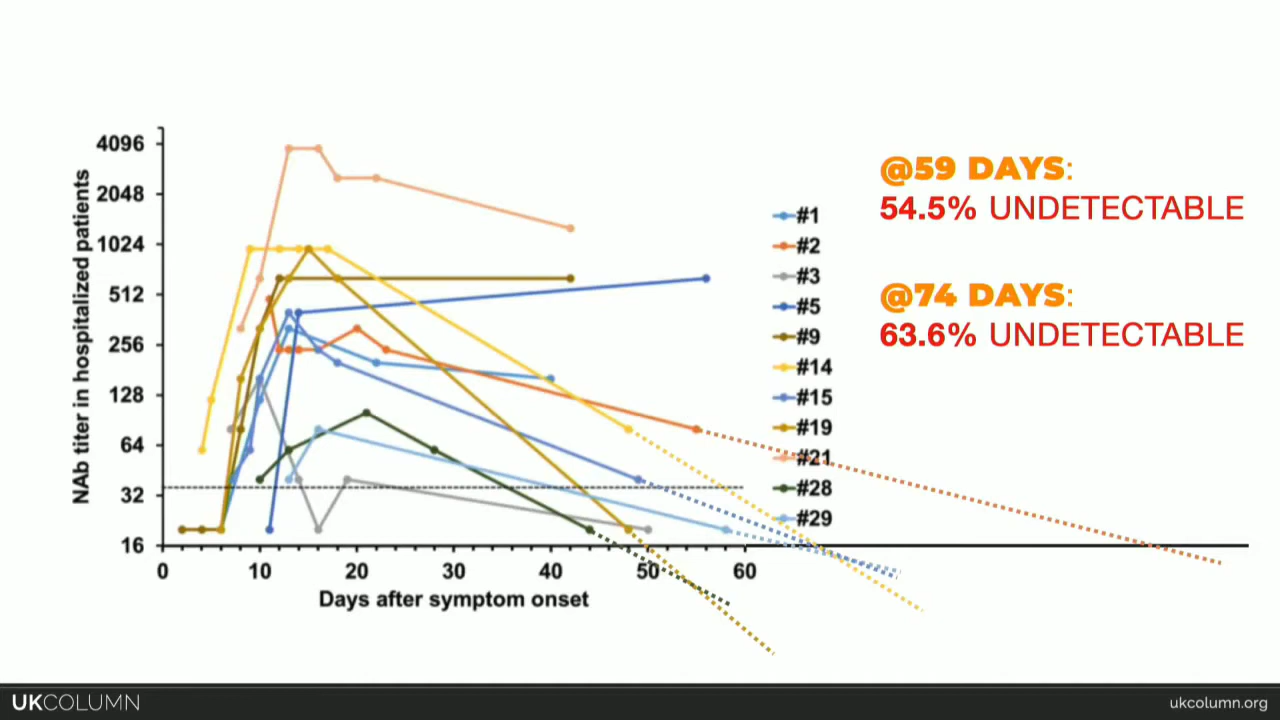 @59 DAYS:
54.5% UNDETECTABLE
@74 DAYS:
63.6% UNDETECTABLE
NAb titer in hospitalized patients
4096
2048
1024
512
256
128
64
32
16
0 10 20 30 40 50 60
Days after symptom onset
#1
#2
#3
#5
#9
#14
#15
#19
#21
#28
#29
UKCOLUMN
ukcolumn.org